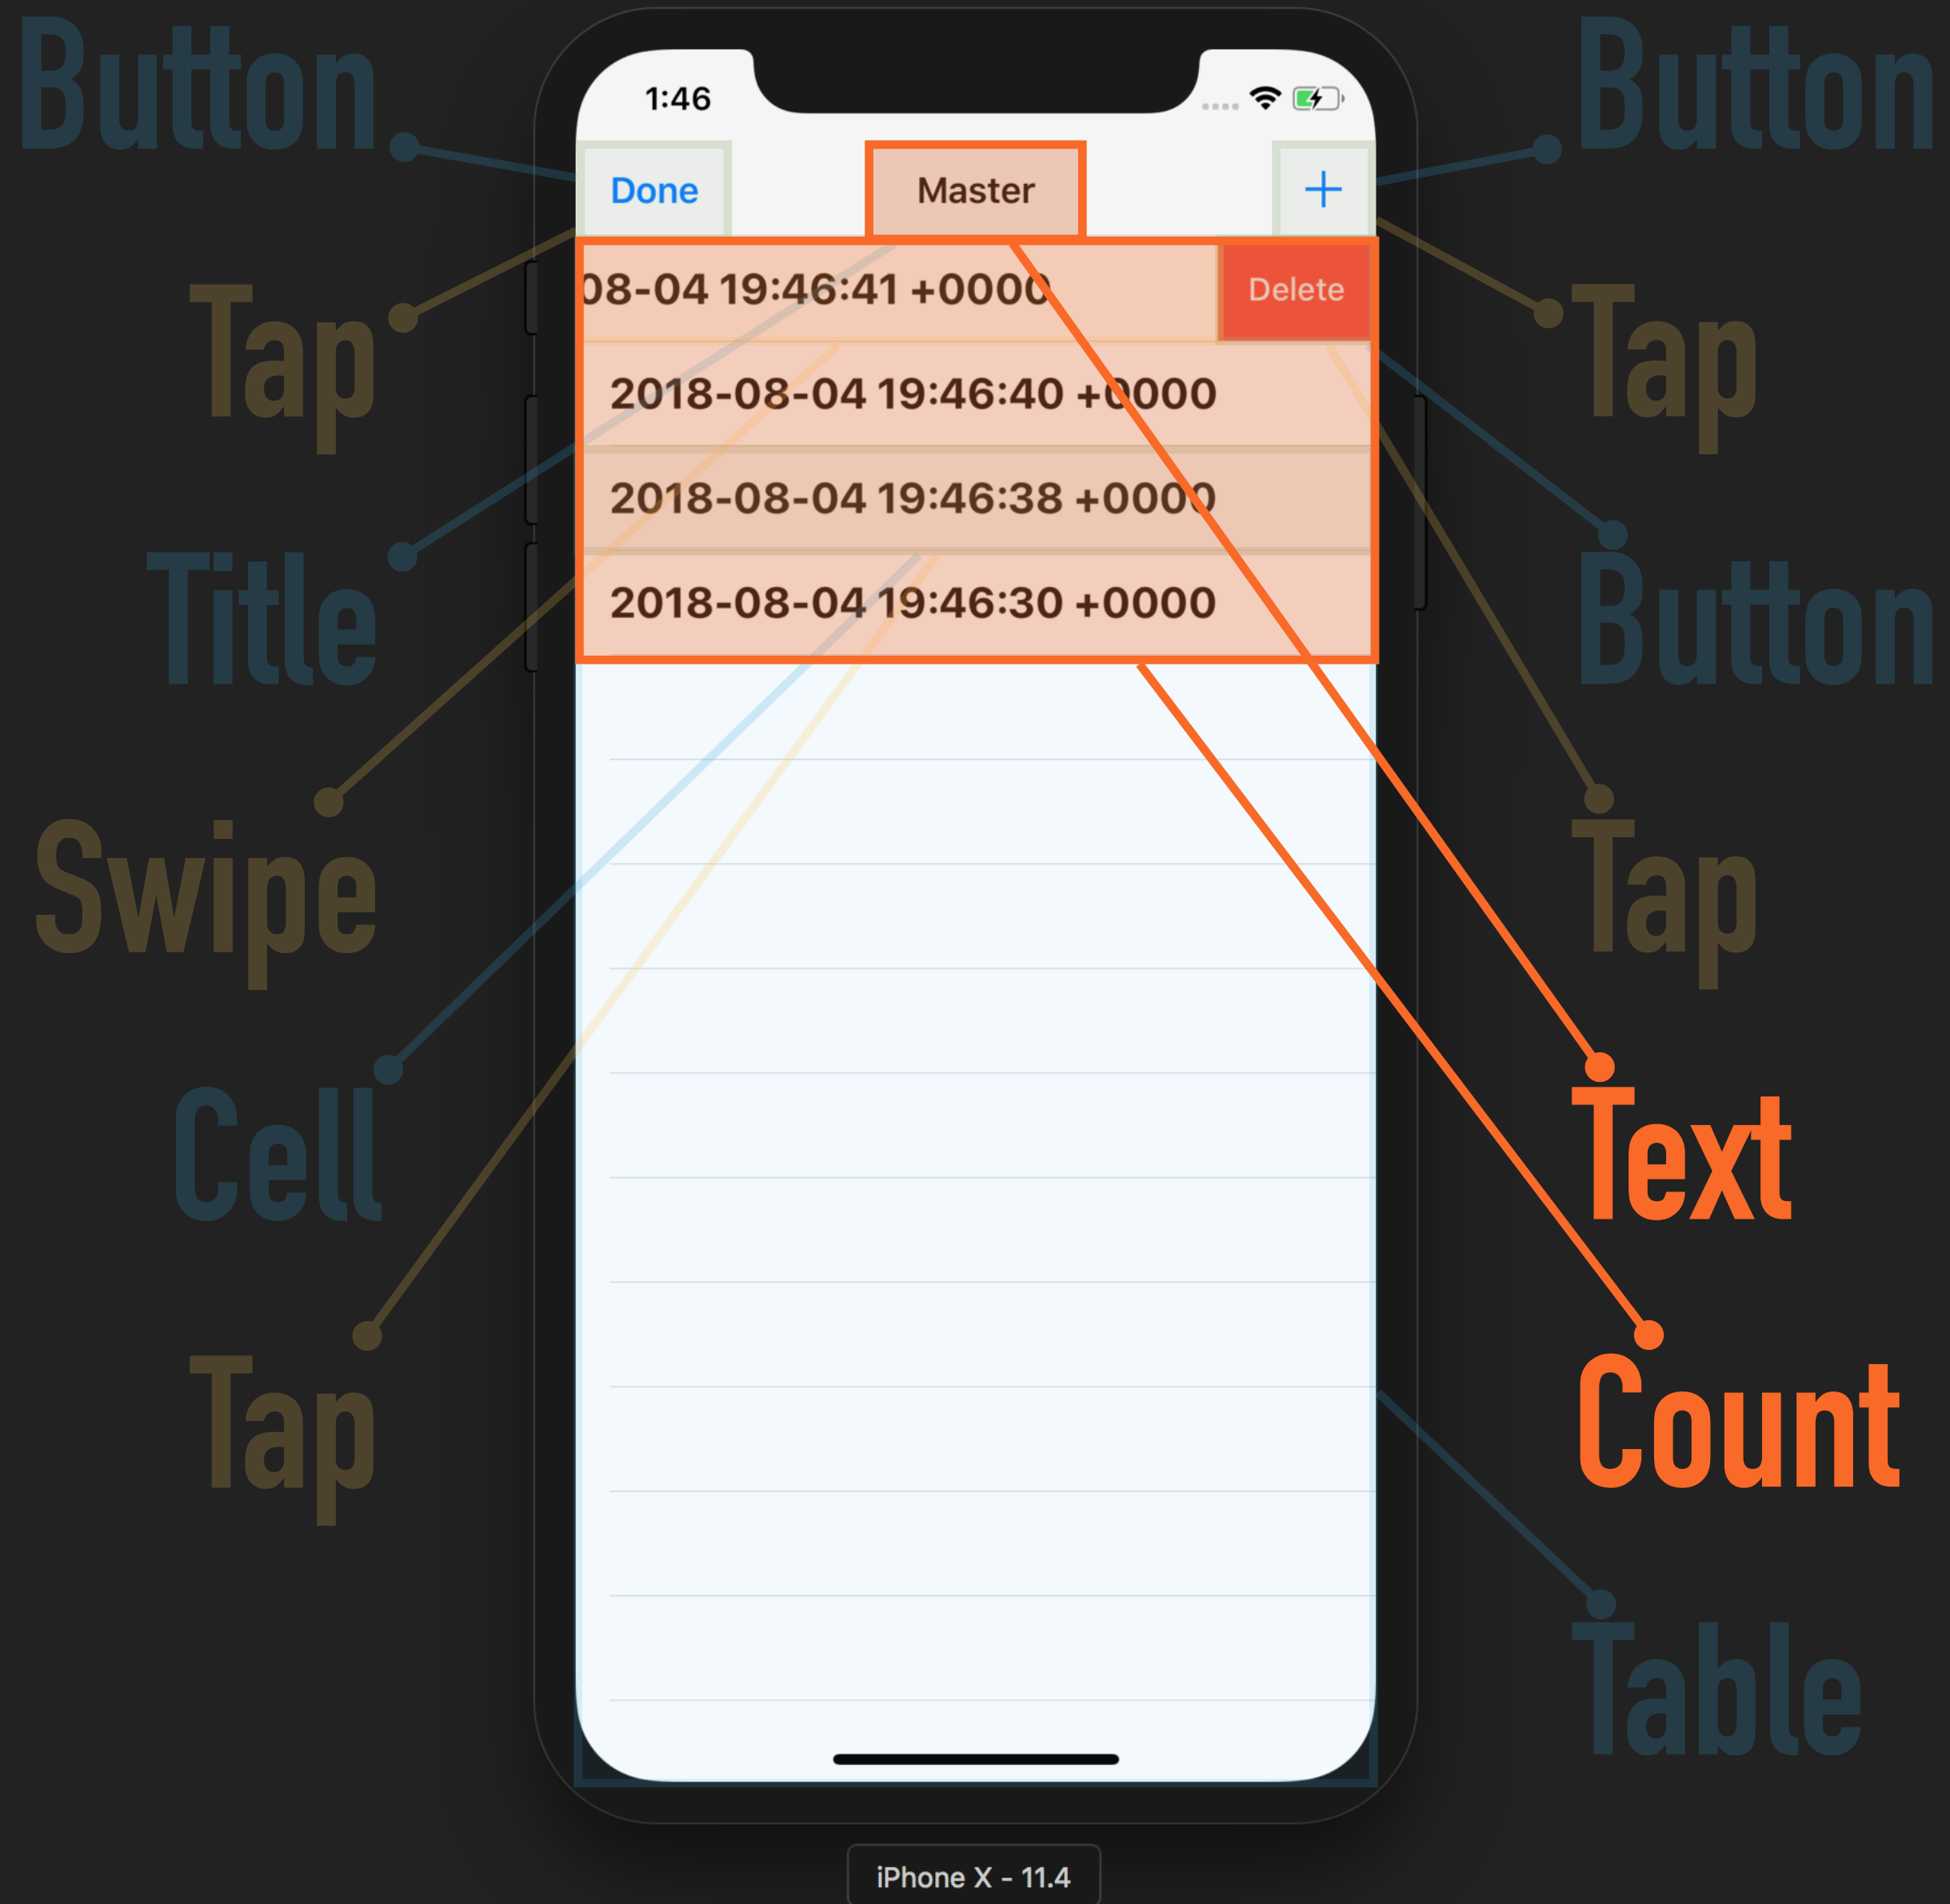 Button
Button
1:46
Done
Master
+
Tap
Tap
08-04 19:46:41 +0000
Delete
2018-08-04 19:46:40 +0000
2018-08-04 19:46:38 +0000
2018-08-04 19:46:30 +0000
Title
Button
Swipe
Tap
Cell
Text
Tap
Count
Table
iPhone X - 11.4